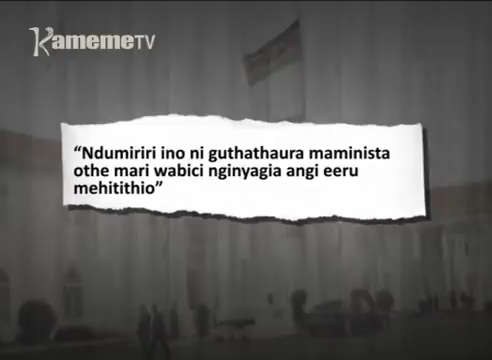 KamemeTV
“Ndumiriri ino ni guthathaura maminista
othe mari wabici nginyagia angi eeru
mehitithio”